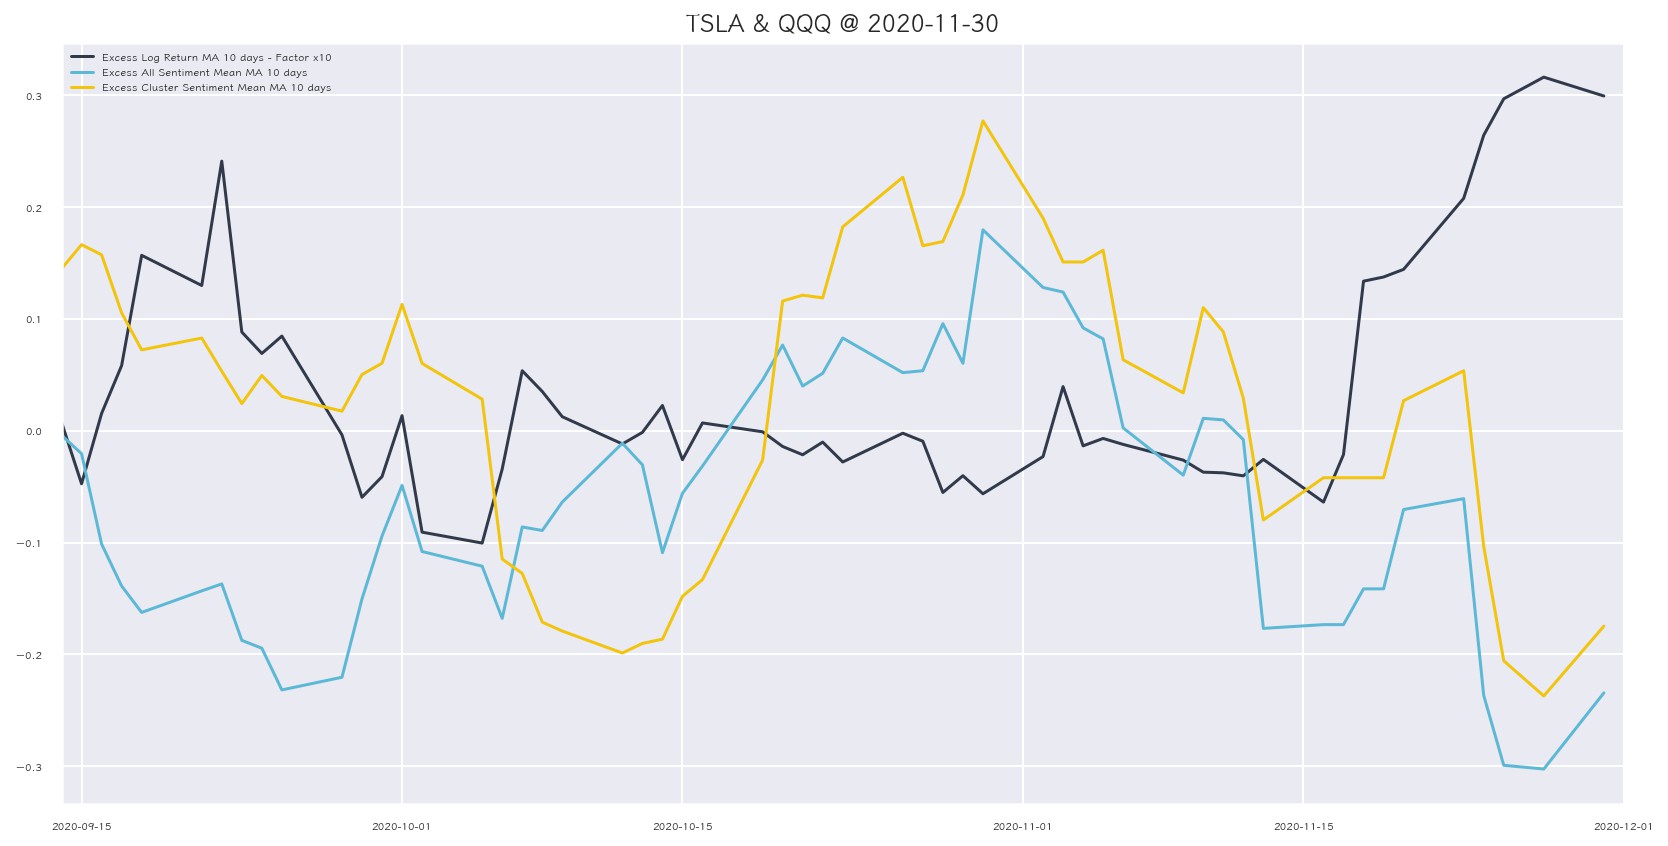 TSLA & QQQ @ 2020-11-30
Excess Log Return MA 10 days - Factor x10
Excess All Sentiment Mean MA 10 days
Excess Cluster Sentiment Mean MA 10 days
0.3
0.2
0.1
0.0
−0.1
−0.2
−0.3
2020-09-15 2020-10-01 2020-10-15 2020-11-01 2020-11-15 2020-12-01